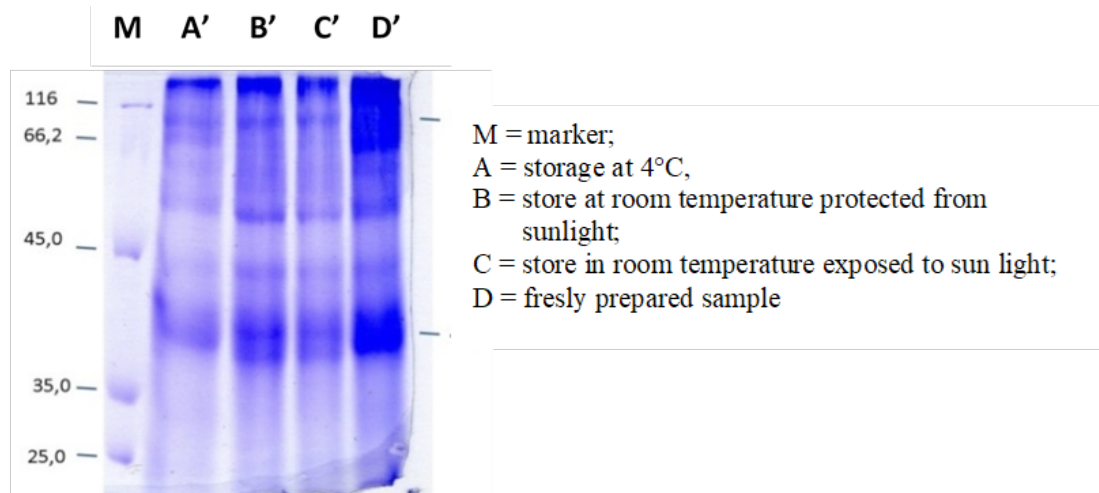 M A’ B’ C’ D’
116
66,2
45,0
35,0
25,0
M = marker;
A = storage at 4°C,
B = store at room temperature protected from
sunlight;
C = store in room temperature exposed to sun light;
D = fresly prepared sample